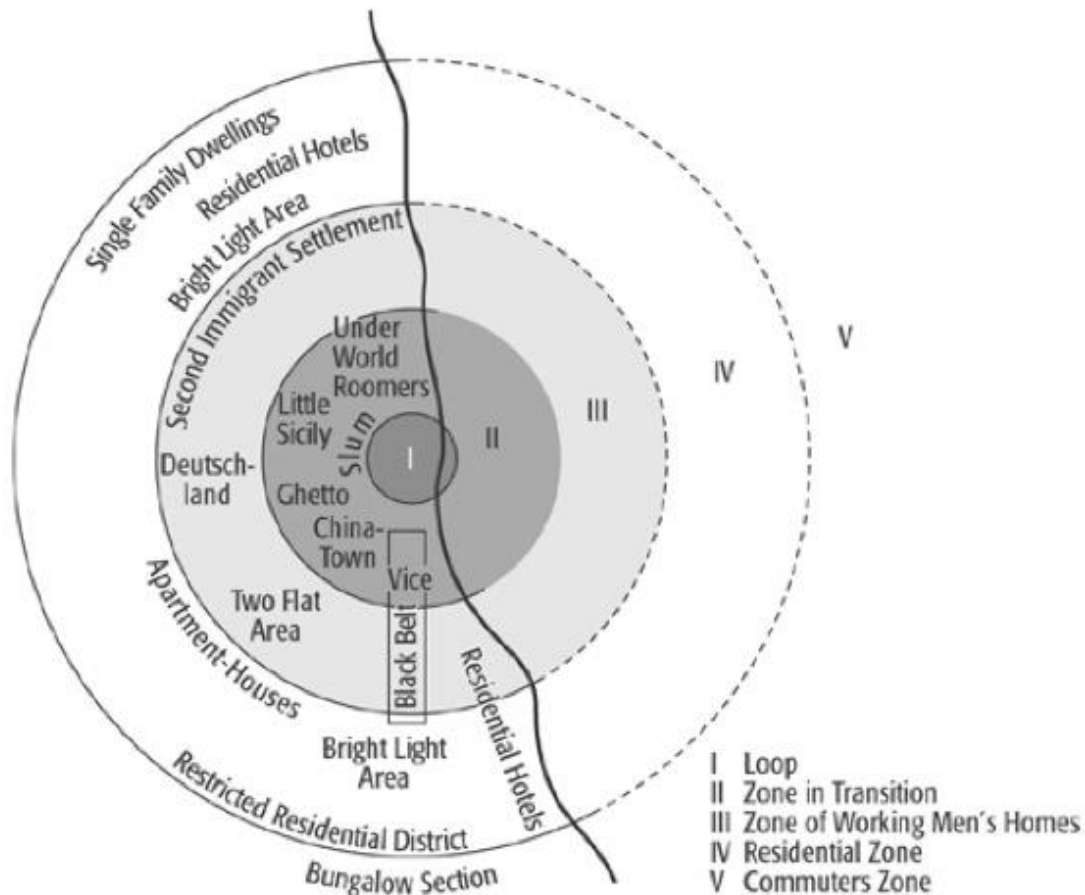 Single Family Dwellings
Residential Hotels
Bright Light Area
Second Immigrant Settlement
Under
World
Roomers
Little
Sicily
Slum
I
II
III
IV
V
Deutsch-
land
Ghetto
China-
Town
Vice
Two Flat
Area
Black Belt
Apartment-Houses
Residential Hotels
Bright Light
Area
Restricted Residential District
Bungalow Section
I Loop
II Zone in Transition
III Zone of Working Men's Homes
IV Residential Zone
V Commuters Zone